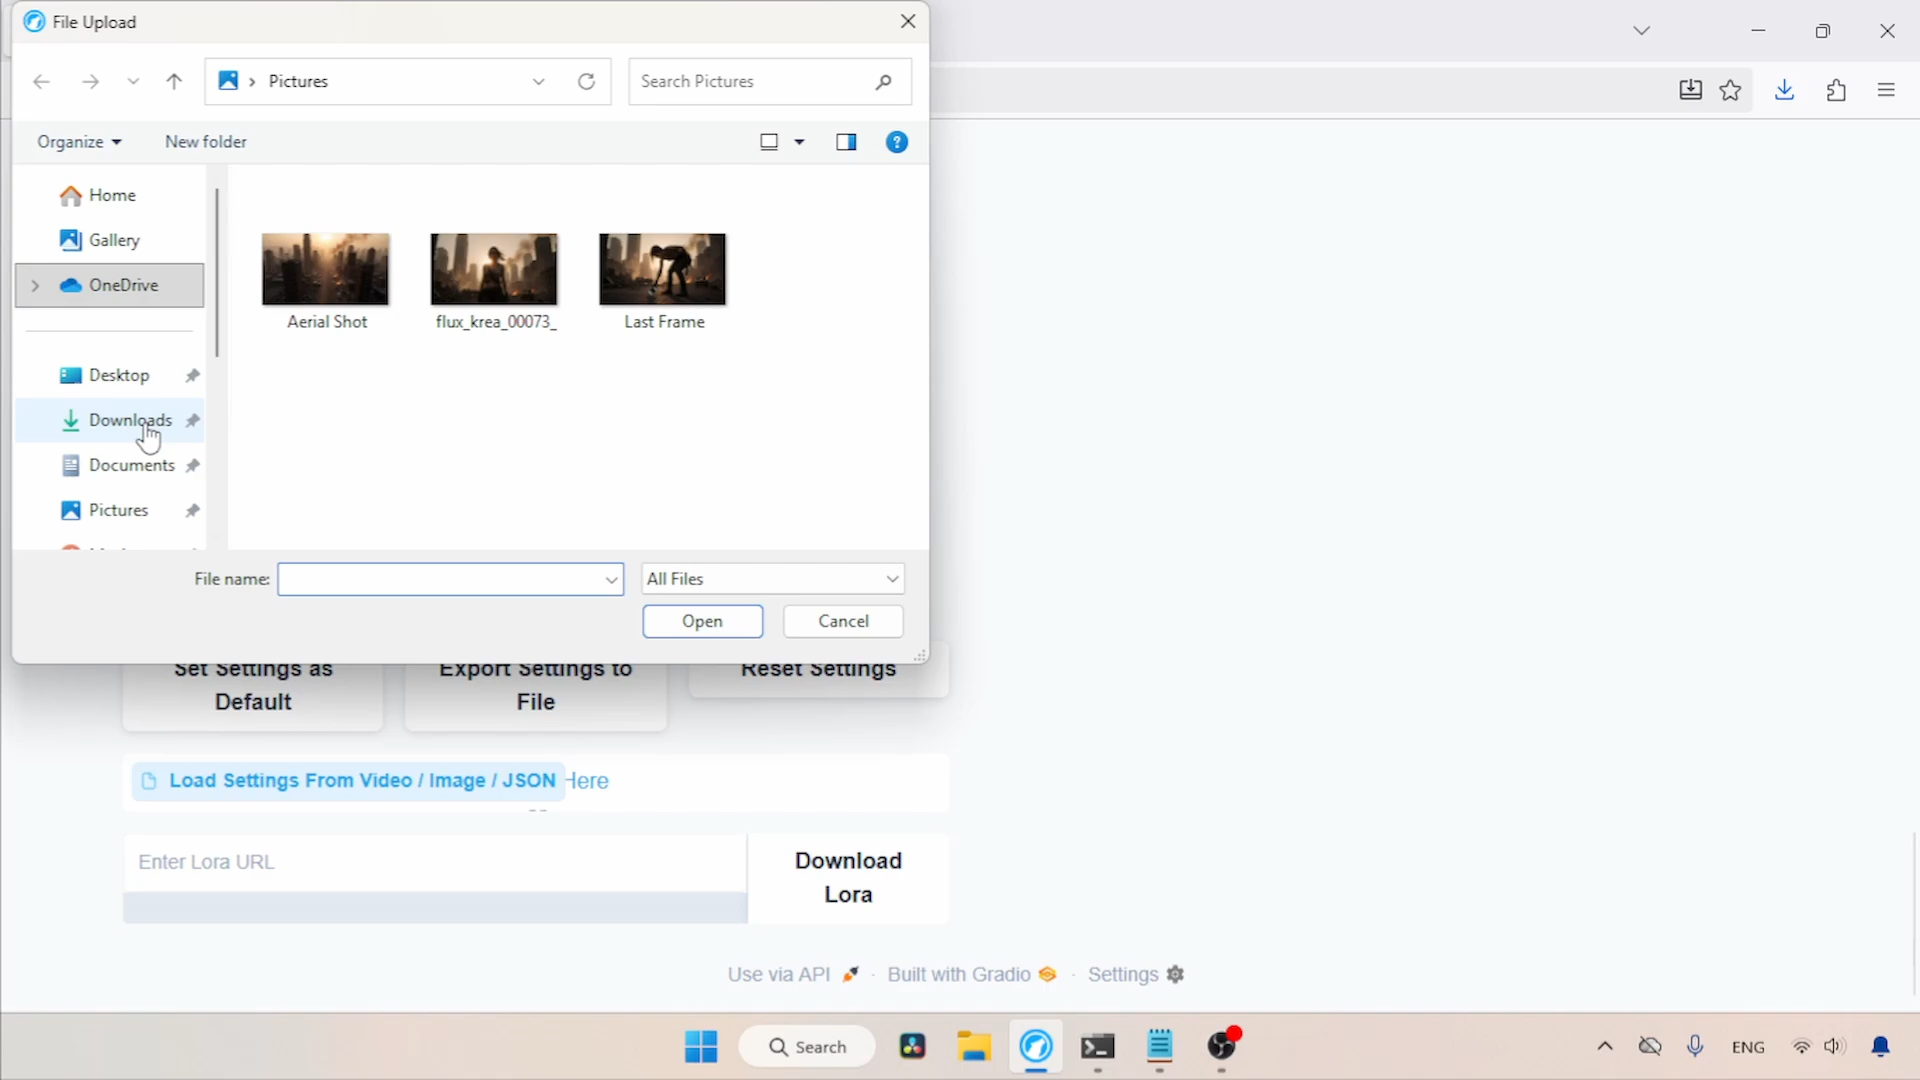 File Upload
Pictures
Search Pictures
Organize
New folder
Home
Gallery
OneDrive
Desktop
Downloads
Documents
Pictures
Aerial Shot
flux_krea_00073_
Last Frame
File name:
All Files
Open
Cancel
Set Settings as
Default
Export Settings to
File
Reset Settings
Load Settings From Video / Image / JSON
Here
Enter Lora URL
Download
Lora
Use via API · Built with Gradio · Settings
Search
ENG